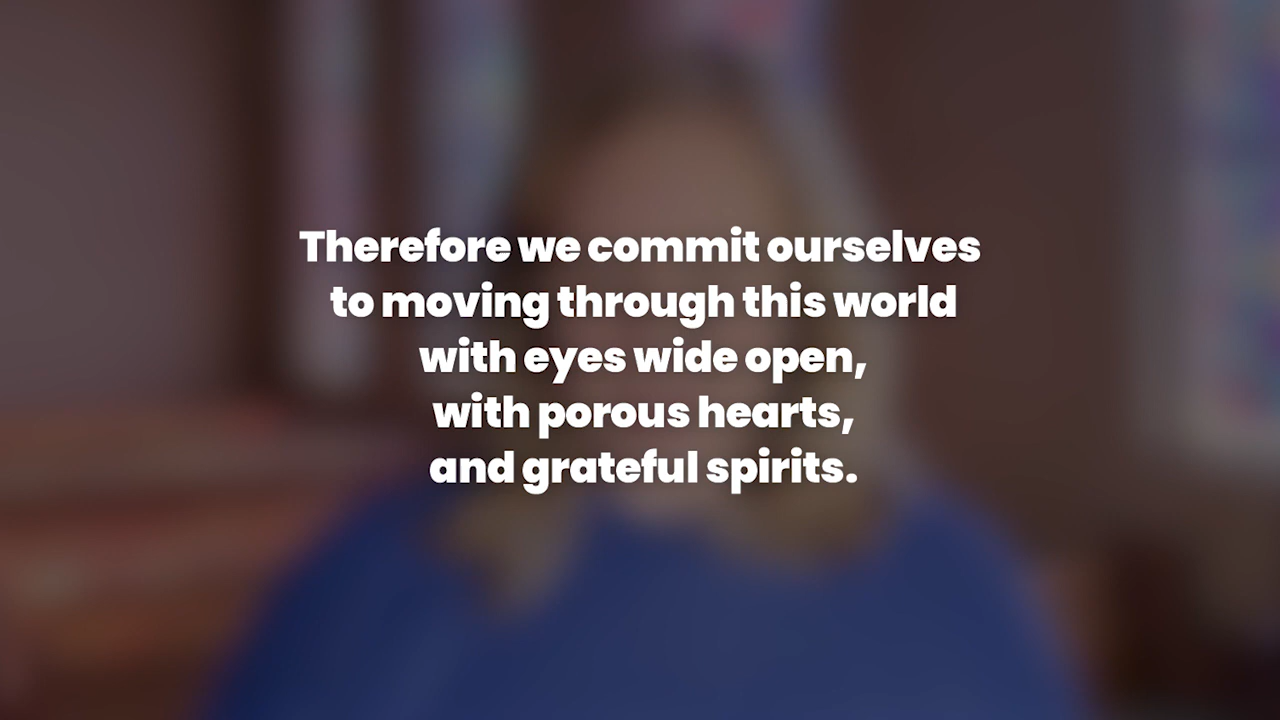 Therefore we commit ourselves
to moving through this world
with eyes wide open,
with porous hearts,
and grateful spirits.